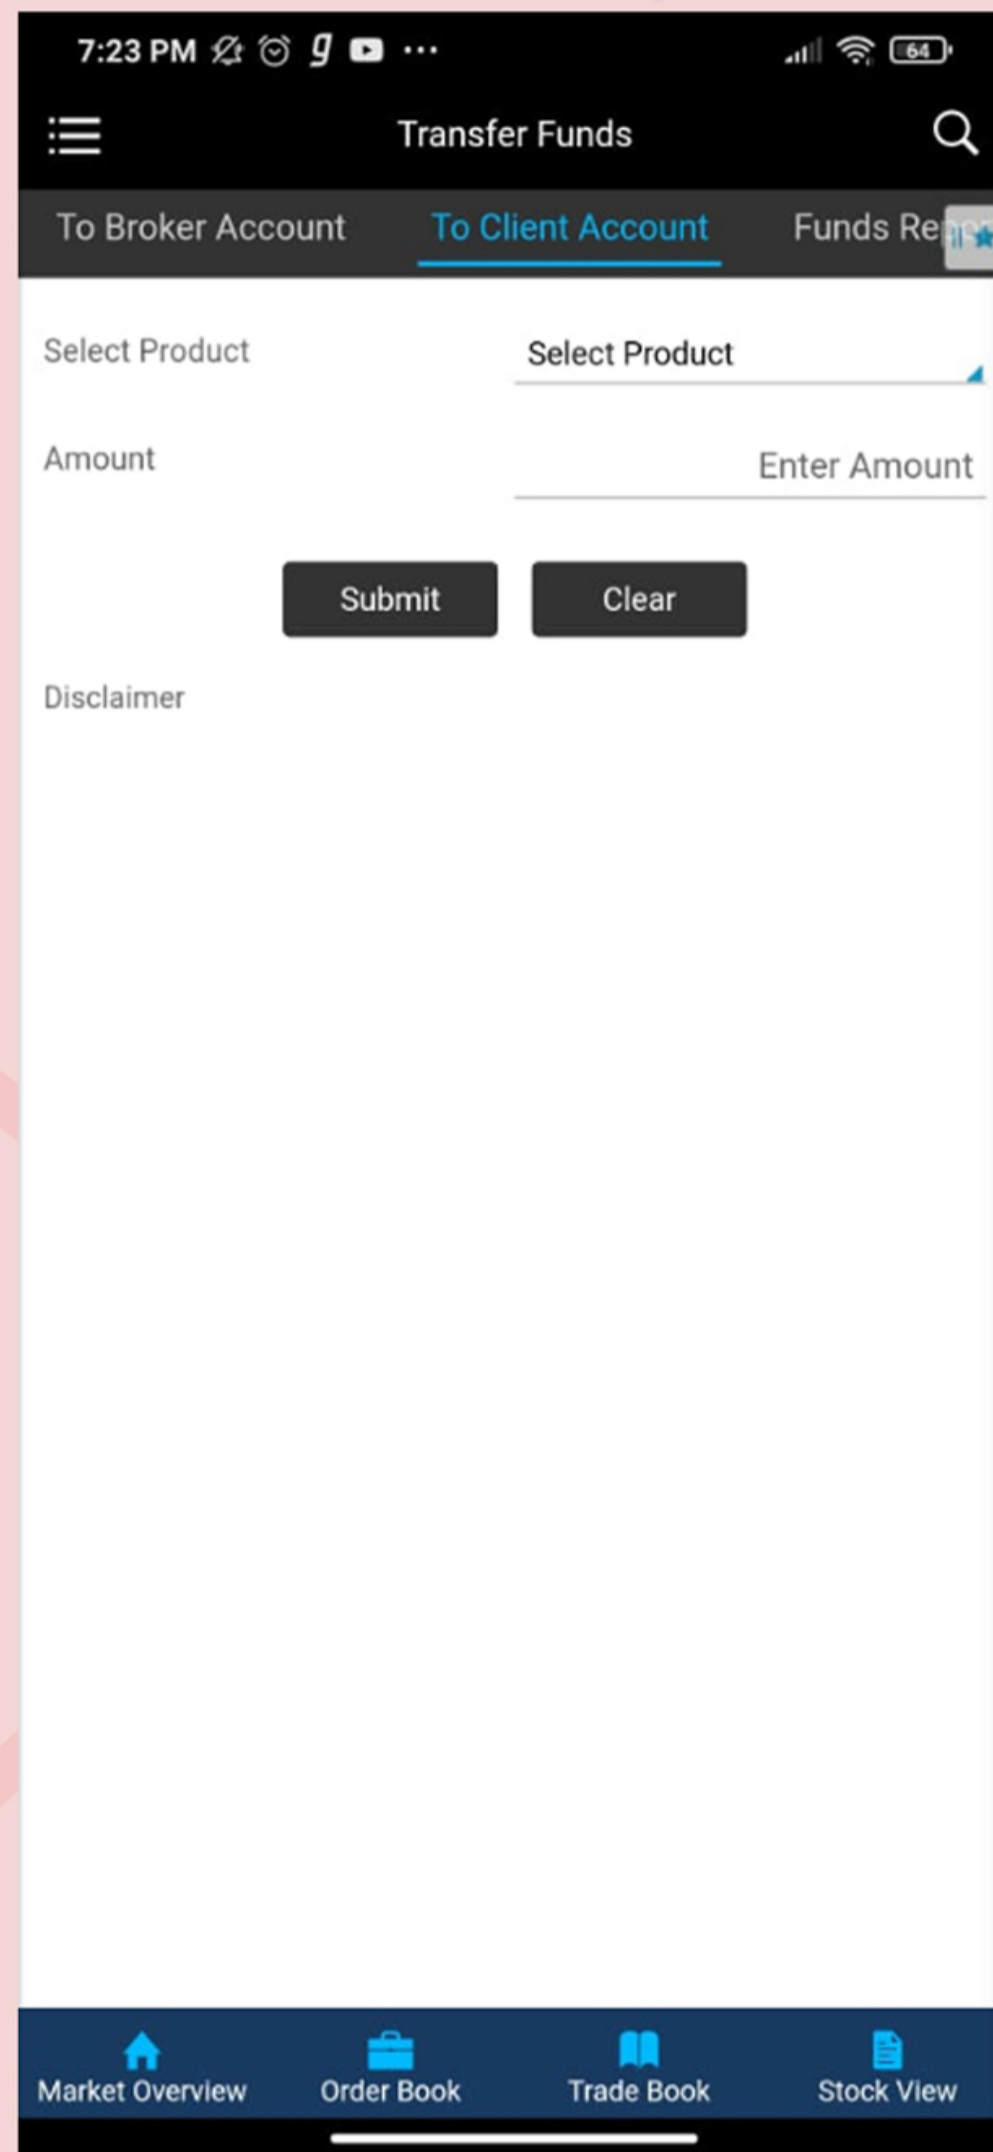 7:23 PM g ...
64
Transfer Funds
To Broker Account To Client Account Funds
Select Product Select Product
Amount Enter Amount
Submit Clear
Disclaimer
Market Overview Order Book Trade Book Stock View